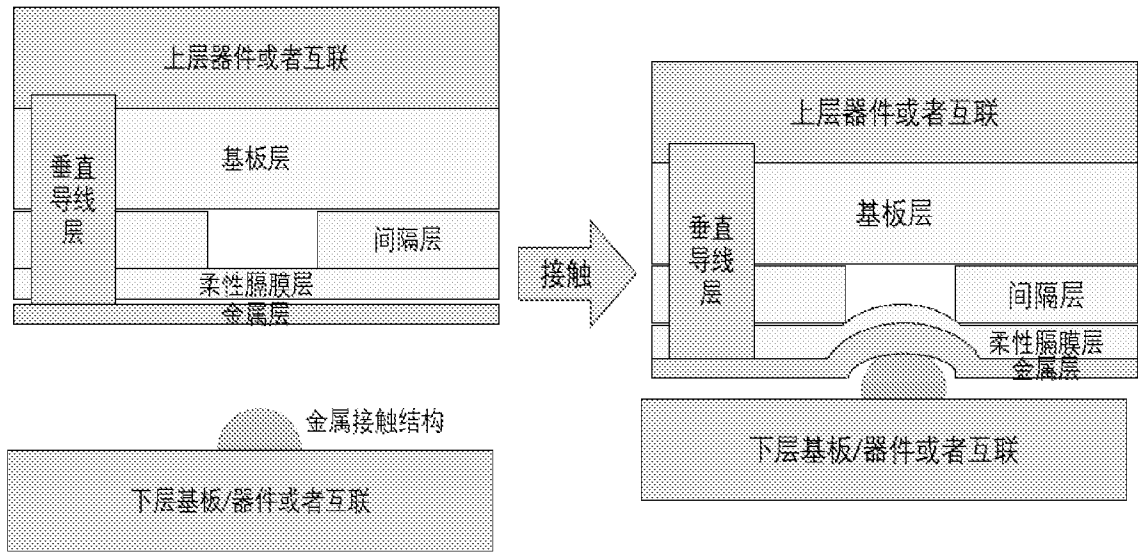 上层器件或者互联
基板层
垂直
导线
层
间隔层
柔性隔膜层
金属层
金属接触结构
下层基板/器件或者互联
接触
上层器件或者互联
基板层
垂直
导线
层
间隔层
柔性隔膜层
金属层
下层基板/器件或者互联